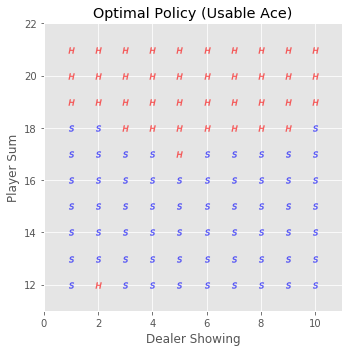 Optimal Policy (Usable Ace)
22
H H H H H H H H H H
20 H H H H H H H H H H
H H H H H H H H H H
18 S S H H H H H H H S
S S S S H S S S S S
16 S S S S S S S S S S
S S S S S S S S S S
14 S S S S S S S S S S
S S S S S S S S S S
12 S H S S S S S S S S
Player Sum
0 2 4 6 8 10
Dealer Showing